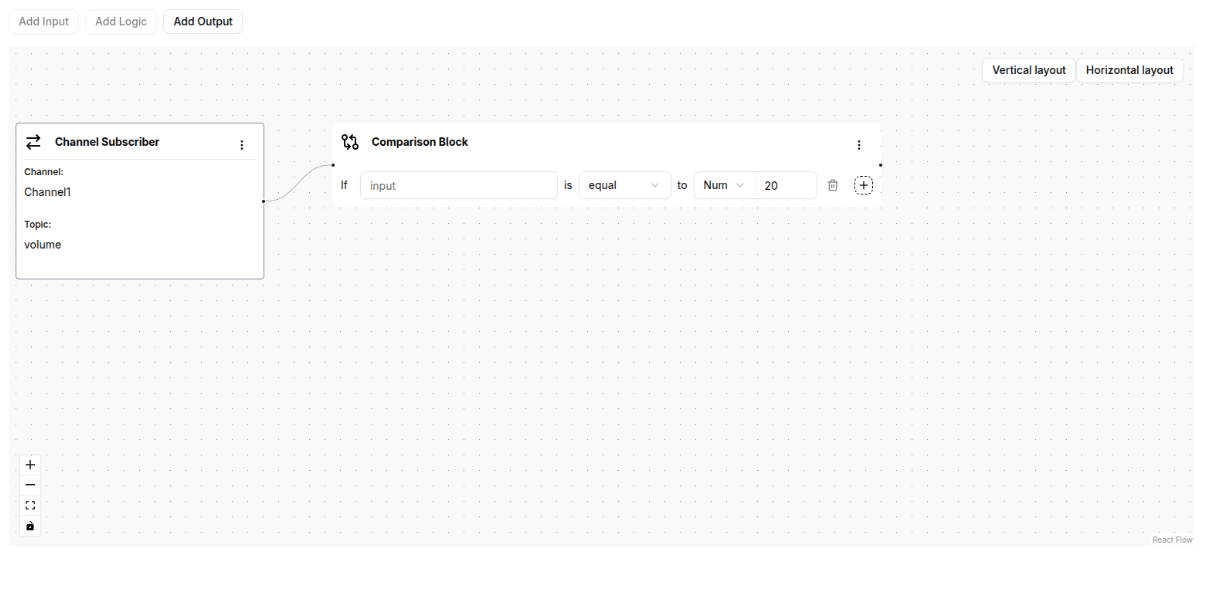 Add Input Add Logic Add Output
Vertical layout Horizontal layout
Channel Subscriber
Channel:
Channel1
Topic:
volume
Comparison Block
If input is equal to Num 20
React Flow